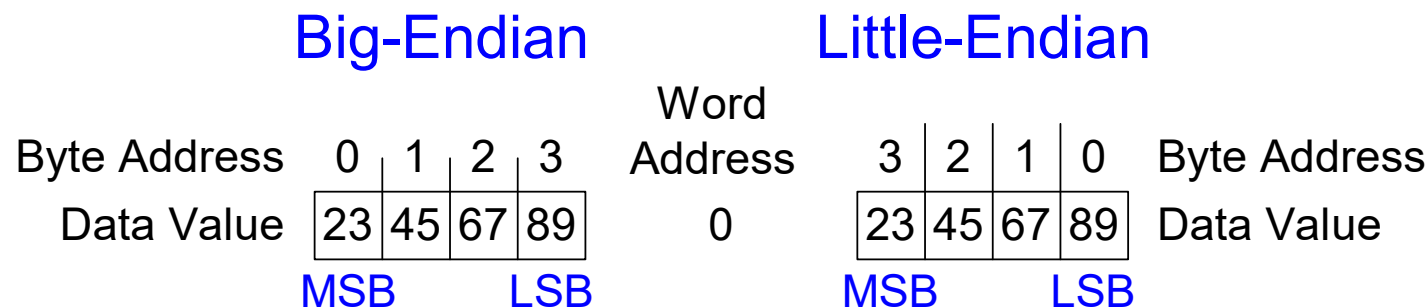 Big-Endian Little-Endian
Word
Byte Address 0 1 2 3 Address 3 2 1 0 Byte Address
Data Value 23 45 67 89 0 23 45 67 89 Data Value
MSB LSB MSB LSB